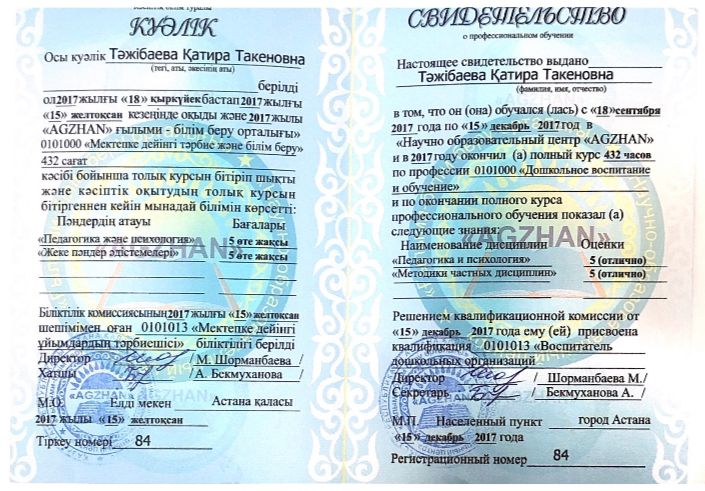 кәсіптік білім туралы
КУӘЛІК
Осы куәлік Тәжібаева Қатира Такеновна
(тегі, аты, әкесінің аты)
берілді
ол 2017 жылғы «18» қыркүйек бастап 2017 жылғы
«15» желтоқсан кезеңінде оқыды және 2017 жылы
«AGZHAN» ғылыми - білім беру орталығы»
0101000 «Мектепке дейінгі тәрбие және білім беру»
432 сағат
кәсібі бойынша толық курсын бітіріп шықты
және кәсіптік оқытудың толық курсын
бітіргеннен кейін мынадай білімін көрсетті:
Пәндердің атауы Бағалары
«Педагогика және психология» 5 өте жақсы
«Жеке пәндер әдістемелері» 5 өте жақсы
«AGZHAN»
Біліктілік комиссиясының 2017 жылғы «15» желтоқсан
шешімімен оған 0101013 «Мектепке дейінгі
ұйымдардың тәрбиешісі» біліктілігі берілді
Директор / М. Шорманбаева /
Хатшы / А. Бекмуханова /
«AGZHAN»
М.О. Елді мекен Астана қаласы
2017 жылы «15» желтоқсан
Тіркеу нөмері 84
СВИДЕТЕЛЬСТВО
о профессиональном обучении
Настоящее свидетельство выдано
Тәжібаева Қатира Такеновна
(фамилия, имя, отчество)
в том, что он (она) обучался (лась) с «18» сентября
2017 года по «15» декабрь 2017 год в
«Научно образовательный центр «AGZHAN»
и в 2017 году окончил (а) полный курс 432 часов
по профессии 0101000 «Дошкольное воспитание
и обучение»
и по окончании полного курса
профессионального обучения показал (а)
следующие знания:
«AGZHAN»
Наименование дисциплин Оценки
«Педагогика и психология» 5 (отлично)
«Методики частных дисциплин» 5 (отлично)
Решением квалификационной комиссии от
«15» декабрь 2017 года ему (ей) присвоена
квалификация 0101013 «Воспитатель
дошкольных организаций
Директор / Шорманбаева М./
Секретарь / Бекмуханова А. /
«AGZHAN»
М.П. Населенный пункт город Астана
«15» декабрь 2017 года
Регистрационный номер 84